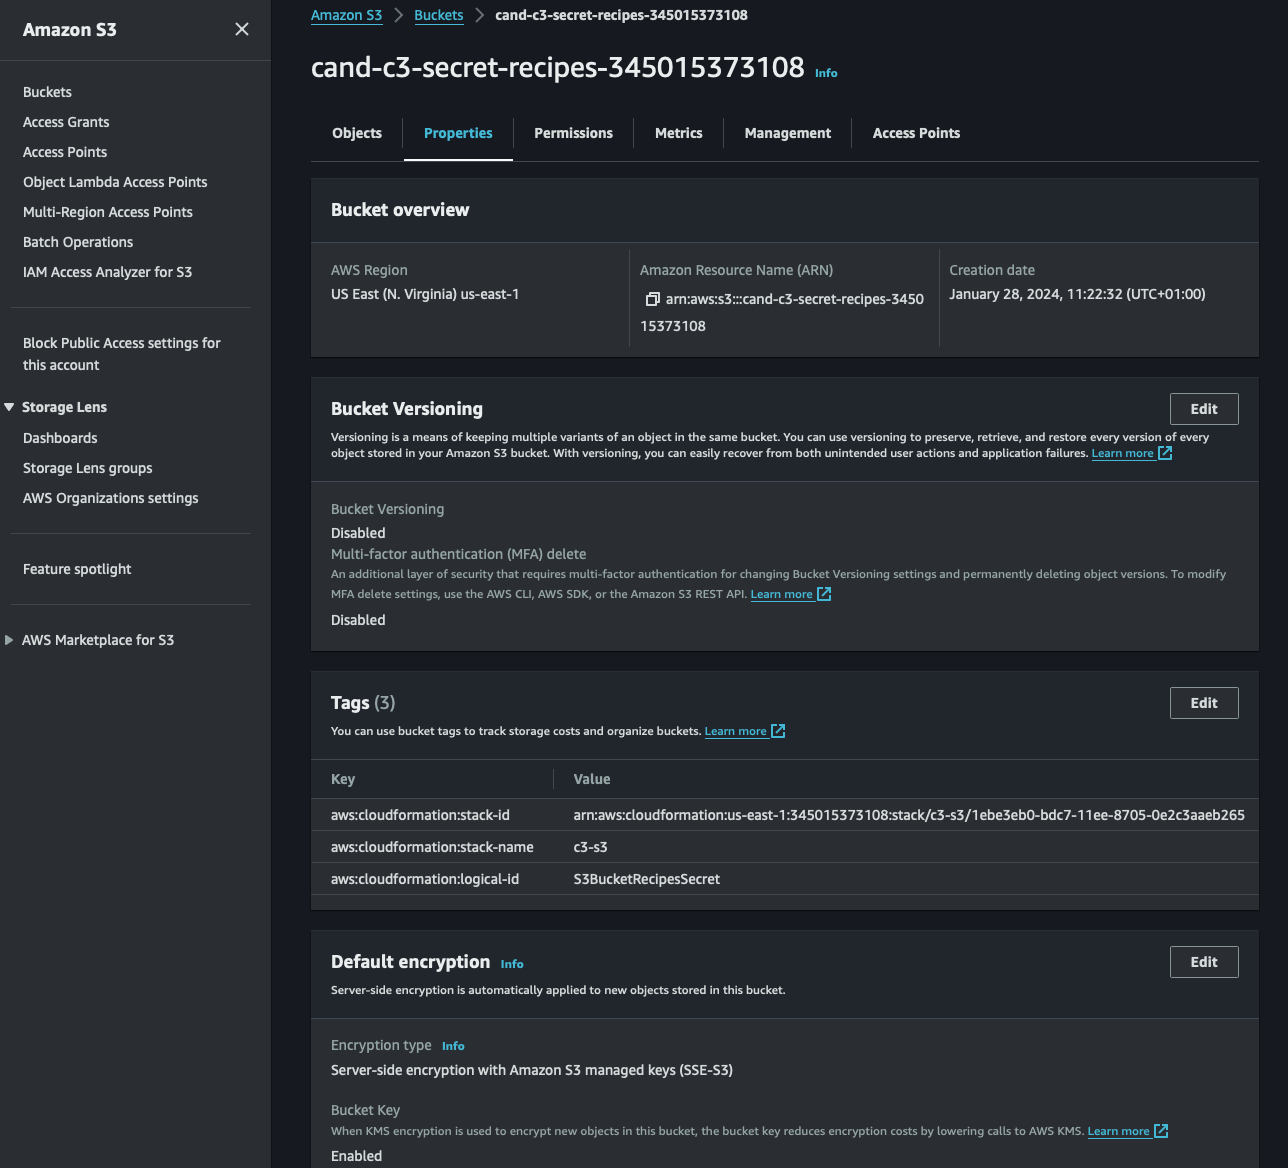 Amazon S3
Buckets
Access Grants
Access Points
Object Lambda Access Points
Multi-Region Access Points
Batch Operations
IAM Access Analyzer for S3
Block Public Access settings for
this account
Storage Lens
Dashboards
Storage Lens groups
AWS Organizations settings
Feature spotlight
AWS Marketplace for S3
Amazon S3 > Buckets > cand-c3-secret-recipes-345015373108
cand-c3-secret-recipes-345015373108 Info
Objects Properties Permissions Metrics Management Access Points
Bucket overview
AWS Region
US East (N. Virginia) us-east-1
Amazon Resource Name (ARN)
arn:aws:s3:::cand-c3-secret-recipes-3450
15373108
Creation date
January 28, 2024, 11:22:32 (UTC+01:00)
Bucket Versioning
Edit
Versioning is a means of keeping multiple variants of an object in the same bucket. You can use versioning to preserve, retrieve, and restore every version of every
object stored in your Amazon S3 bucket. With versioning, you can easily recover from both unintended user actions and application failures. Learn more
Bucket Versioning
Disabled
Multi-factor authentication (MFA) delete
An additional layer of security that requires multi-factor authentication for changing Bucket Versioning settings and permanently deleting object versions. To modify
MFA delete settings, use the AWS CLI, AWS SDK, or the Amazon S3 REST API. Learn more
Disabled
Tags (3)
Edit
You can use bucket tags to track storage costs and organize buckets. Learn more
Key Value
aws:cloudformation:stack-id arn:aws:cloudformation:us-east-1:345015373108:stack/c3-s3/1ebe3eb0-bdc7-11ee-8705-0e2c3aaeb265
aws:cloudformation:stack-name c3-s3
aws:cloudformation:logical-id S3BucketRecipesSecret
Default encryption Info
Edit
Server-side encryption is automatically applied to new objects stored in this bucket.
Encryption type Info
Server-side encryption with Amazon S3 managed keys (SSE-S3)
Bucket Key
When KMS encryption is used to encrypt new objects in this bucket, the bucket key reduces encryption costs by lowering calls to AWS KMS. Learn more
Enabled